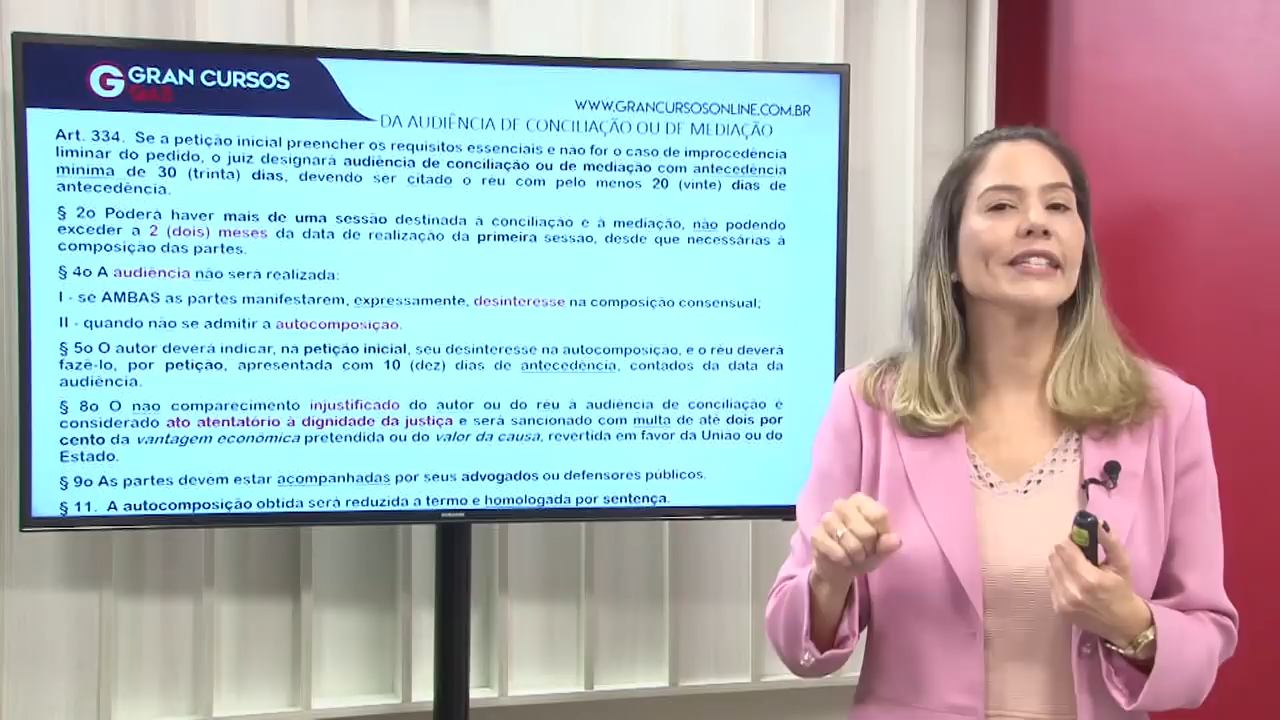 GRAN CURSOS
OAB
WWW.GRANCURSOSONLINE.COM.BR
DA AUDIÊNCIA DE CONCILIAÇÃO OU DE MEDIAÇÃO
Art. 334. Se a petição inicial preencher os requisitos essenciais e não for o caso de improcedência
liminar do pedido, o juiz designará audiência de conciliação ou de mediação com antecedência
mínima de 30 (trinta) dias, devendo ser citado o réu com pelo menos 20 (vinte) dias de
antecedência.
§ 2o Poderá haver mais de uma sessão destinada à conciliação e à mediação, não podendo
exceder a 2 (dois) meses da data de realização da primeira sessão, desde que necessárias à
composição das partes.
§ 4o A audiência não será realizada:
I - se AMBAS as partes manifestarem, expressamente, desinteresse na composição consensual;
II - quando não se admitir a autocomposição.
§ 5o O autor deverá indicar, na petição inicial, seu desinteresse na autocomposição, e o réu deverá
fazê-lo, por petição, apresentada com 10 (dez) dias de antecedência, contados da data da
audiência.
§ 8o O não comparecimento injustificado do autor ou do réu à audiência de conciliação é
considerado ato atentatório à dignidade da justiça e será sancionado com multa de até dois por
cento da vantagem econômica pretendida ou do valor da causa, revertida em favor da União ou do
Estado.
§ 9o As partes devem estar acompanhadas por seus advogados ou defensores públicos.
§ 11. A autocomposição obtida será reduzida a termo e homologada por sentença.
SAMSUNG